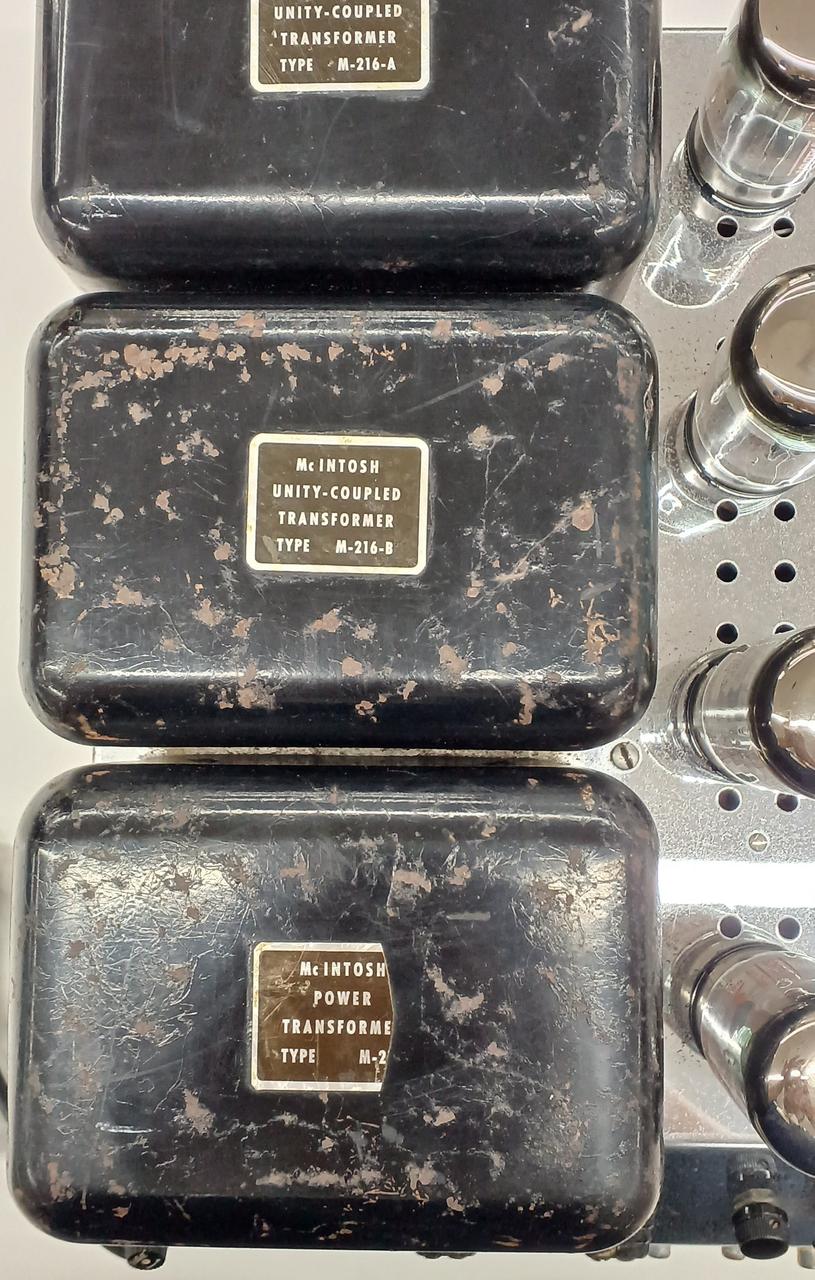 UNITY-COUPLED
TRANSFORMER
TYPE M-216-A
McINTOSH
UNITY-COUPLED
TRANSFORMER
TYPE M-216-B
McINTOSH
POWER
TRANSFORME
TYPE M-2